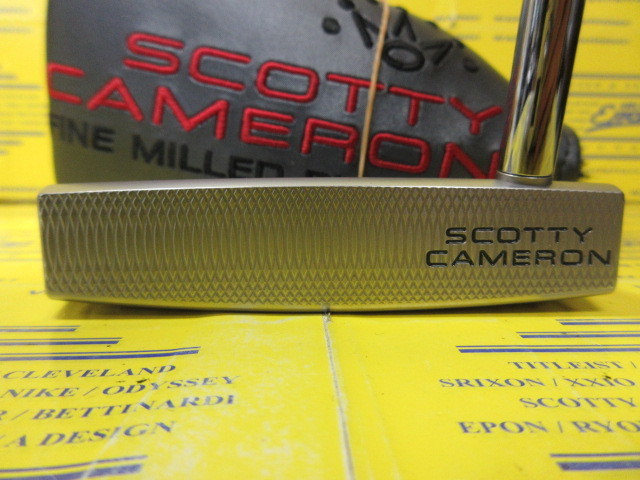 SCOTTY
CAMERON
FINE MILLED
SCOTTY
CAMERON
CLEVELAND
NIKE / ODYSSEY
/ BETTINARDI
A DESIGN
TITLEIST /
SRIXON / XXIO
SCOTTY
EPON / RYO